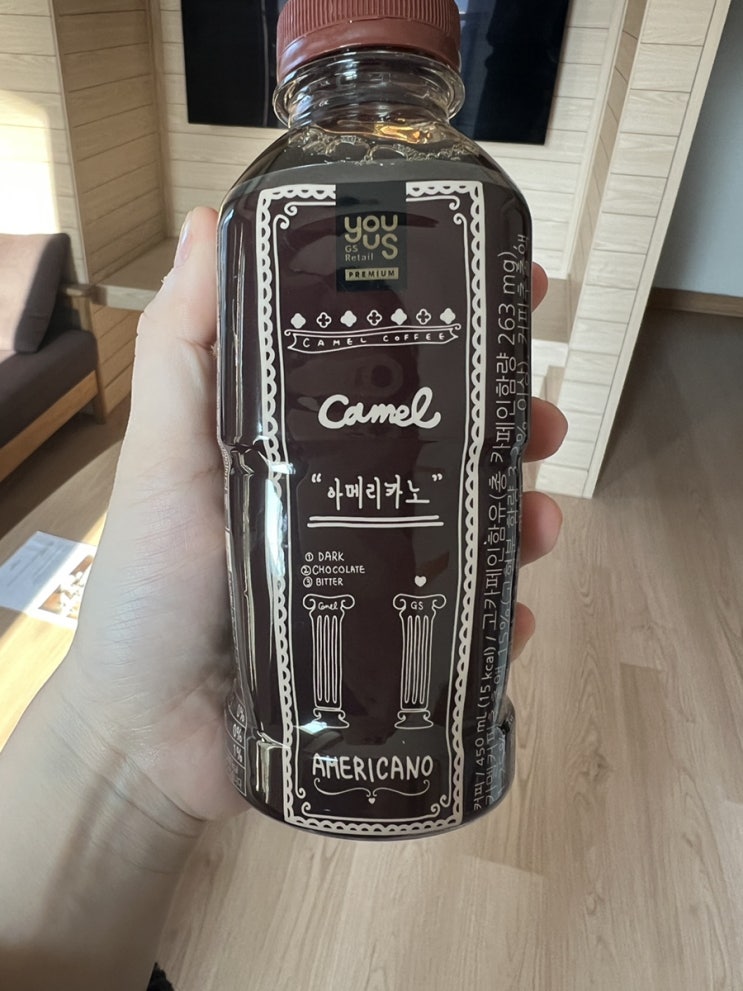 you
us
GS
Retail
PREMIUM
CAMEL COFFEE
Camel
“아메리카노”
① DARK
② CHOCOLATE
③ BITTER
Camel
GS
AMERICANO
커피 / 450 mL (15 kcal) / 고카페인함유(총 카페인함량 263 mg)
0%
1%